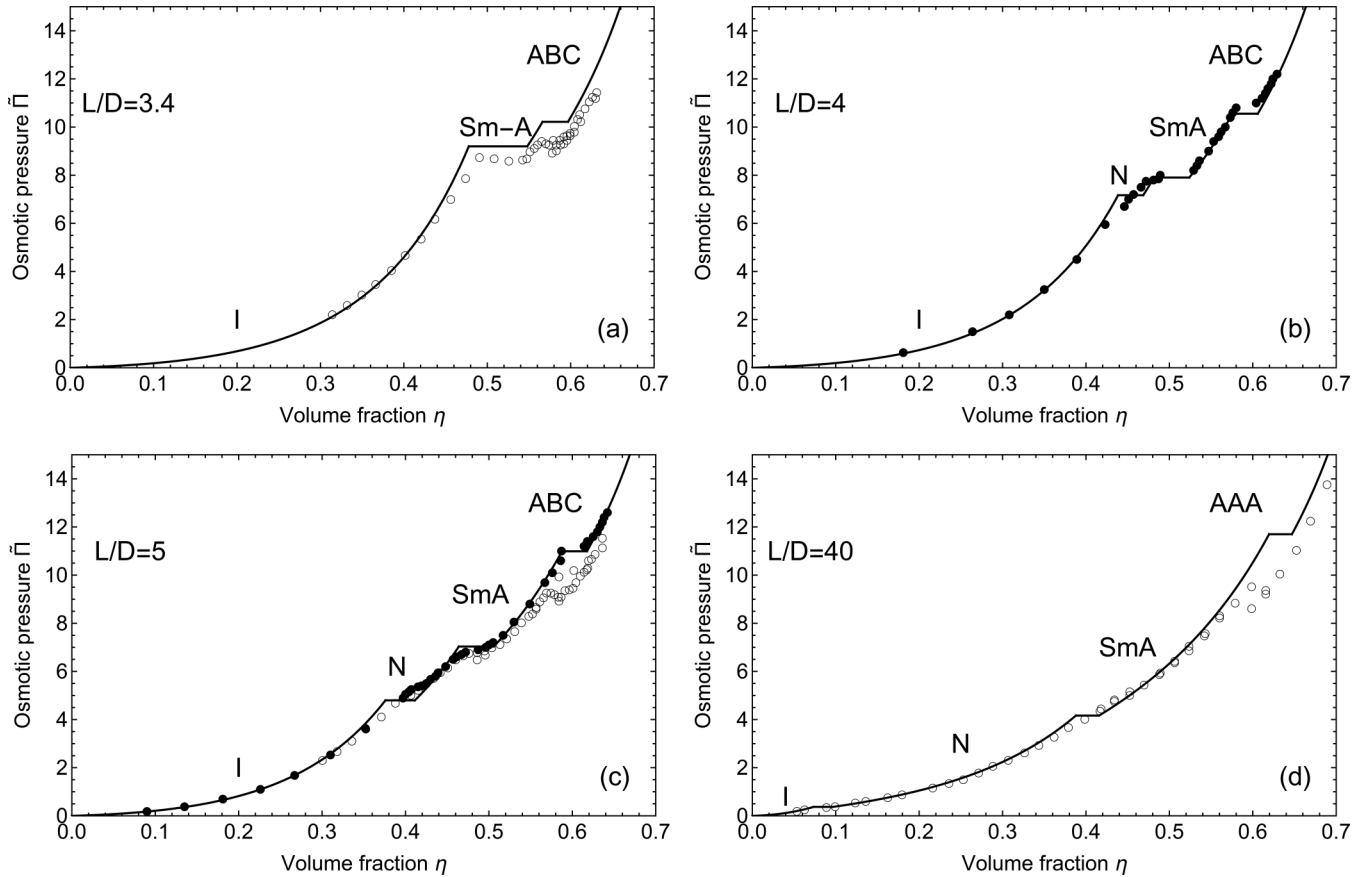 14
12
10
8
6
4
2
0
Osmotic pressure Π̃
L/D=3.4
ABC
Sm−A
I
(a)
0.0 0.1 0.2 0.3 0.4 0.5 0.6 0.7
Volume fraction η
14
12
10
8
6
4
2
0
Osmotic pressure Π̃
L/D=4
ABC
SmA
N
I
(b)
0.0 0.1 0.2 0.3 0.4 0.5 0.6 0.7
Volume fraction η
14
12
10
8
6
4
2
0
Osmotic pressure Π̃
L/D=5
ABC
SmA
N
I
(c)
0.0 0.1 0.2 0.3 0.4 0.5 0.6 0.7
Volume fraction η
14
12
10
8
6
4
2
0
Osmotic pressure Π̃
L/D=40
AAA
SmA
N
I
(d)
0.0 0.1 0.2 0.3 0.4 0.5 0.6 0.7
Volume fraction η